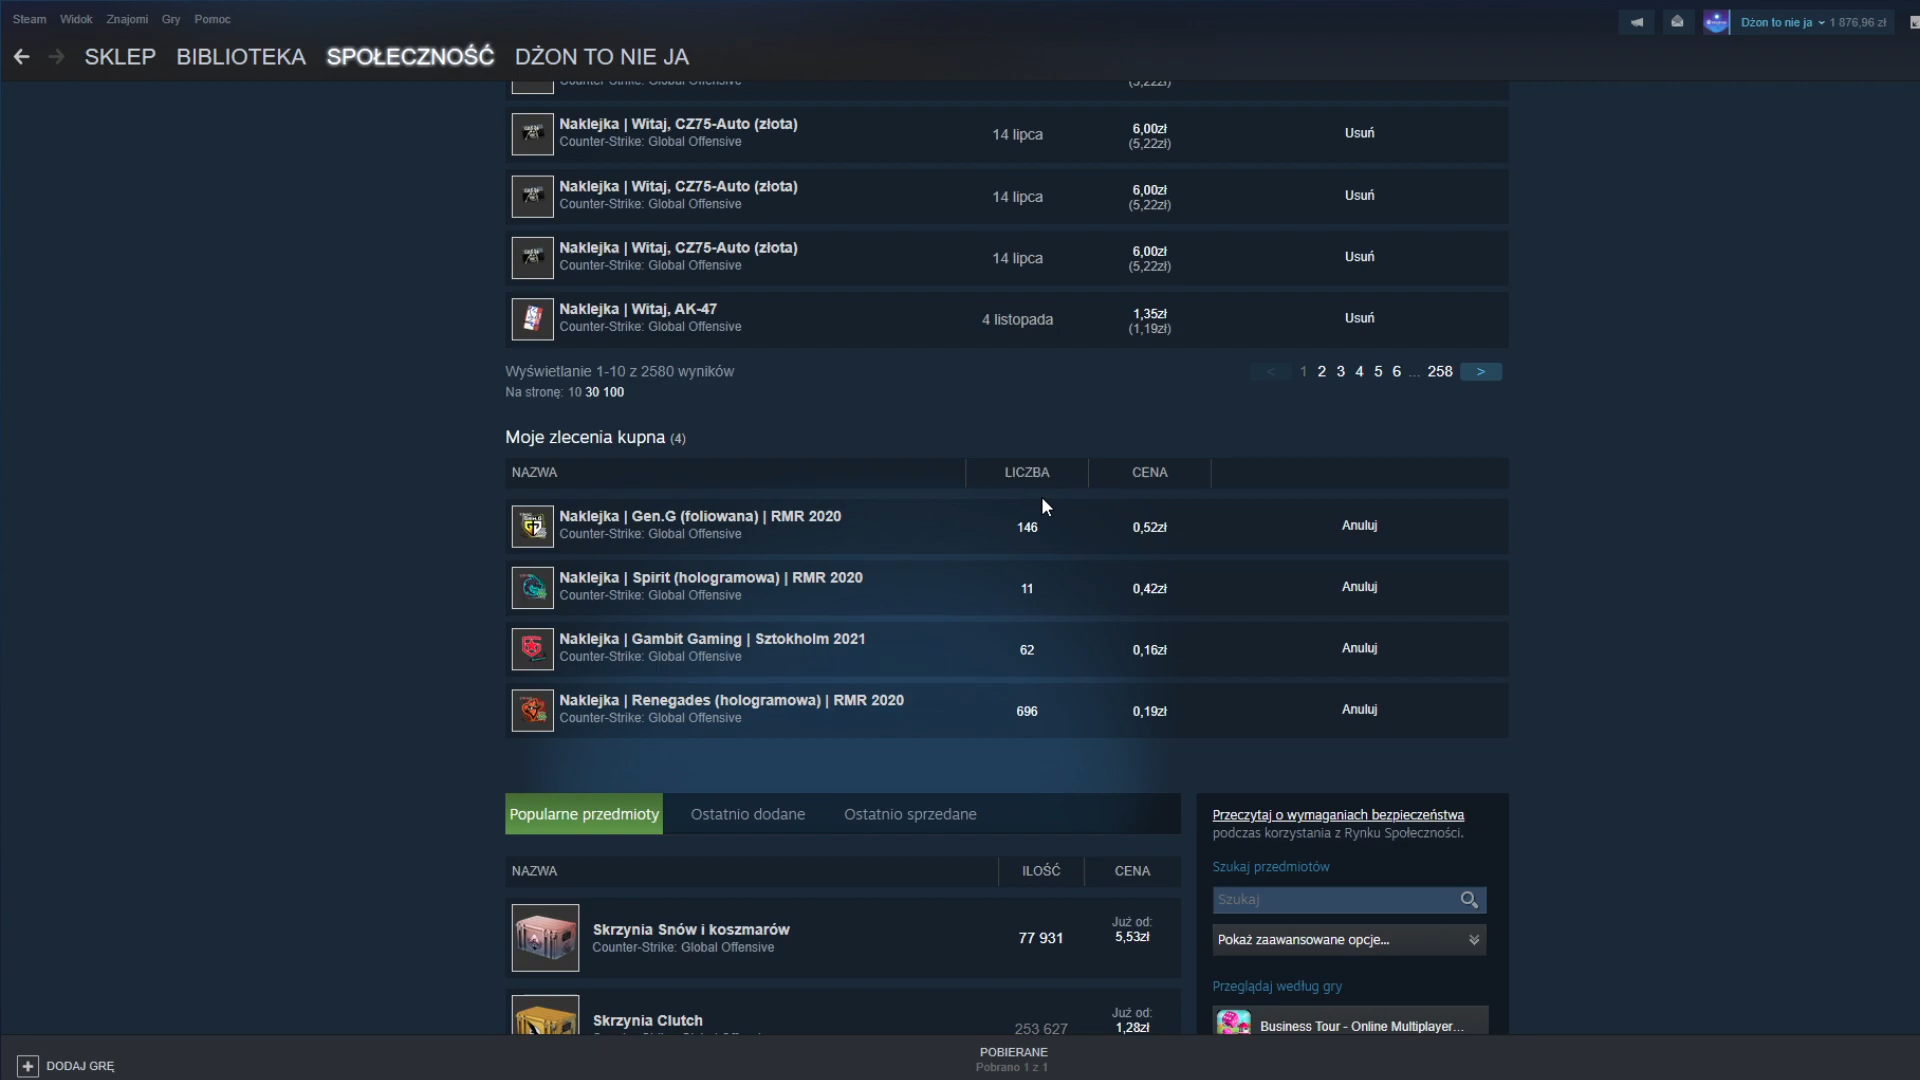 Steam Widok Znajomi Gry Pomoc
Dżon to nie ja 1 876,96 zł
SKLEP BIBLIOTEKA SPOŁECZNOŚĆ DŻON TO NIE JA
Counter-Strike: Global Offensive (5,22zł)
Naklejka | Witaj, CZ75-Auto (złota)
Counter-Strike: Global Offensive
14 lipca
6,00zł
(5,22zł)
Usuń
Naklejka | Witaj, CZ75-Auto (złota)
Counter-Strike: Global Offensive
14 lipca
6,00zł
(5,22zł)
Usuń
Naklejka | Witaj, CZ75-Auto (złota)
Counter-Strike: Global Offensive
14 lipca
6,00zł
(5,22zł)
Usuń
Naklejka | Witaj, AK-47
Counter-Strike: Global Offensive
4 listopada
1,35zł
(1,19zł)
Usuń
Wyświetlanie 1-10 z 2580 wyników
< 1 2 3 4 5 6 ... 258 >
Na stronę: 10 30 100
Moje zlecenia kupna (4)
NAZWA LICZBA CENA
Naklejka | Gen.G (foliowana) | RMR 2020
Counter-Strike: Global Offensive
146 0,52zł Anuluj
Naklejka | Spirit (hologramowa) | RMR 2020
Counter-Strike: Global Offensive
11 0,42zł Anuluj
Naklejka | Gambit Gaming | Sztokholm 2021
Counter-Strike: Global Offensive
62 0,16zł Anuluj
Naklejka | Renegades (hologramowa) | RMR 2020
Counter-Strike: Global Offensive
696 0,19zł Anuluj
Popularne przedmioty Ostatnio dodane Ostatnio sprzedane
NAZWA ILOŚĆ CENA
Skrzynia Snów i koszmarów
Counter-Strike: Global Offensive
77 931
Już od:
5,53zł
Skrzynia Clutch
253 627
Już od:
1,28zł
Przeczytaj o wymaganiach bezpieczeństwa
podczas korzystania z Rynku Społeczności.
Szukaj przedmiotów
Szukaj
Pokaż zaawansowane opcje...
Przeglądaj według gry
Business Tour - Online Multiplayer...
DODAJ GRĘ
POBIERANE
Pobrano 1 z 1